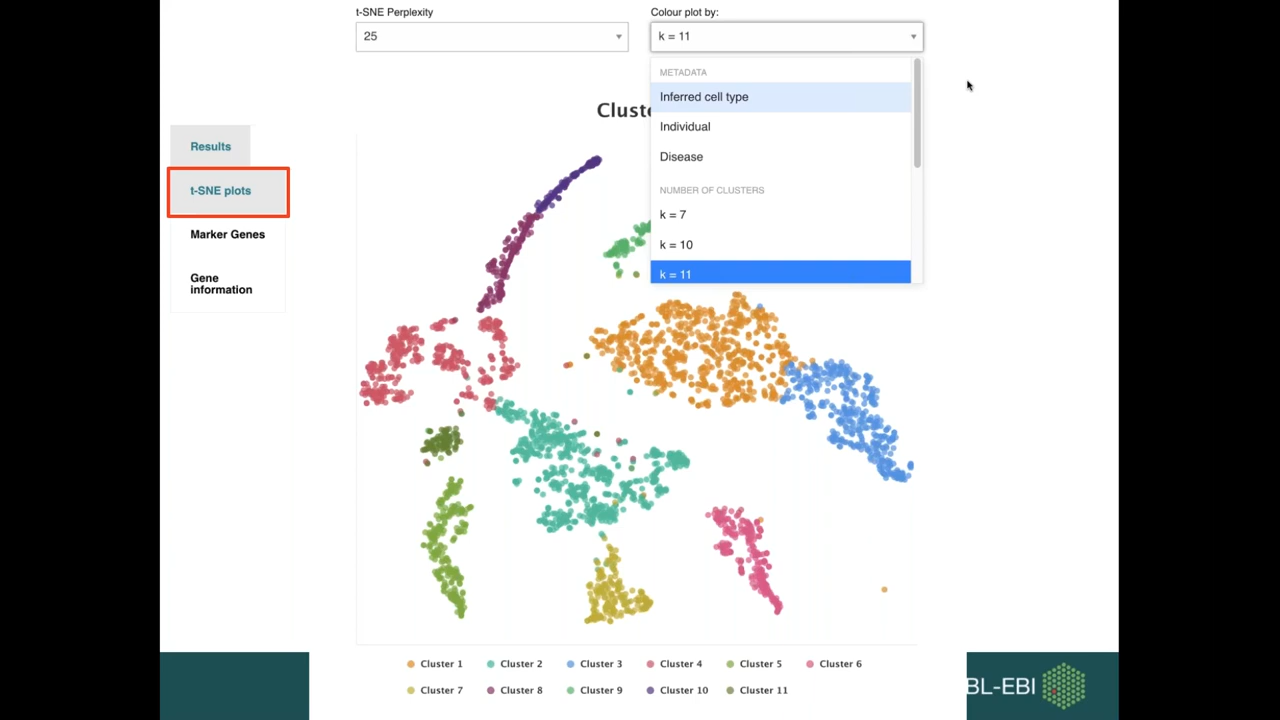 t-SNE Perplexity
Colour plot by:
25
k = 11
METADATA
Inferred cell type
Individual
Disease
NUMBER OF CLUSTERS
k = 7
k = 10
k = 11
Cluste
Results
t-SNE plots
Marker Genes
Gene
information
Cluster 1 Cluster 2 Cluster 3 Cluster 4 Cluster 5 Cluster 6
Cluster 7 Cluster 8 Cluster 9 Cluster 10 Cluster 11
BL-EBI